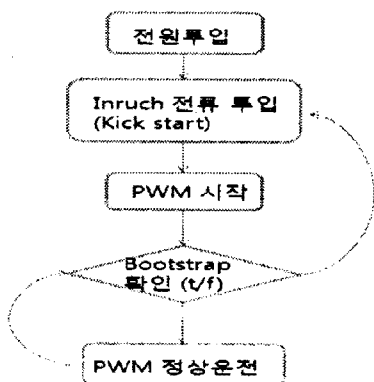 전원투입
Inruch 전류 투입
(Kick start)
PWM 시작
Bootstrap
확인 (t/f)
PWM 정상운전